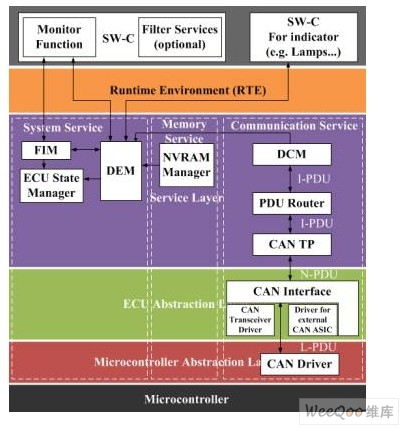 Monitor
Function
SW-C
Filter Services
(optional)
SW-C
For indicator
(e.g. Lamps...)
Runtime Environment (RTE)
System Service
Memory
Service
Communication Service
FIM
ECU State
Manager
DEM
NVRAM
Manager
Service Layer
DCM
I-PDU
PDU Router
I-PDU
CAN TP
N-PDU
CAN Interface
ECU Abstraction L
CAN
Transceiver
Driver
Driver for
external
CAN ASIC
L-PDU
Microcontroller Abstraction La
CAN Driver
Microcontroller
WeeQoo维库